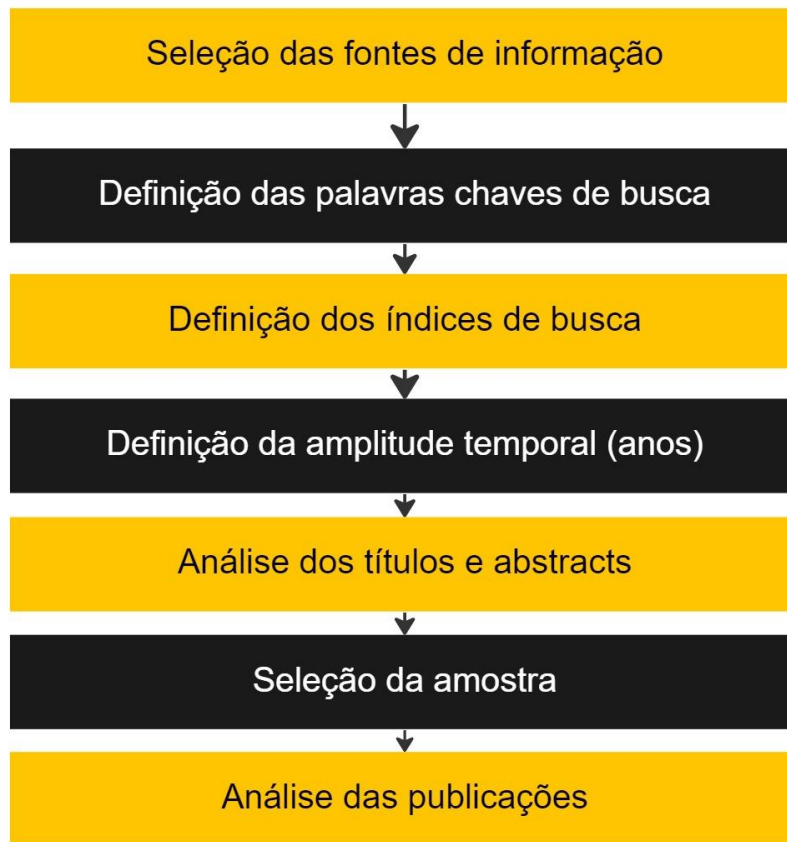 Seleção das fontes de informação
Definição das palavras chaves de busca
Definição dos índices de busca
Definição da amplitude temporal (anos)
Análise dos títulos e abstracts
Seleção da amostra
Análise das publicações